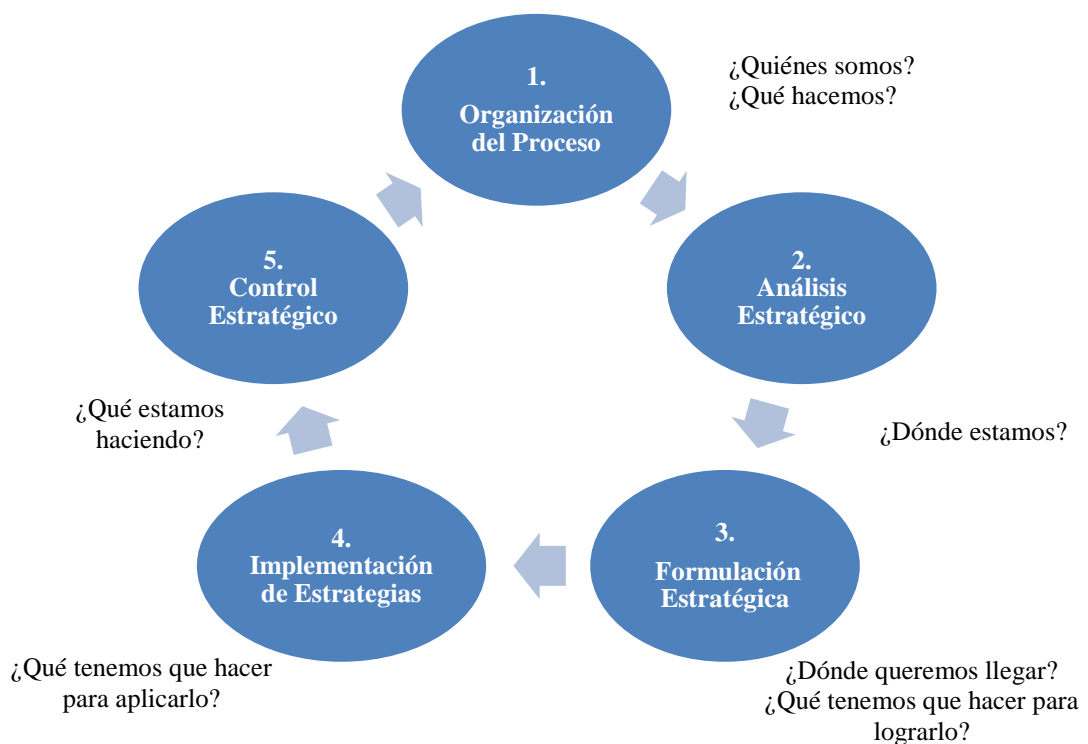 1.
Organización
del Proceso
¿Quiénes somos?
¿Qué hacemos?
2.
Análisis
Estratégico
¿Dónde estamos?
3.
Formulación
Estratégica
¿Dónde queremos llegar?
¿Qué tenemos que hacer para
lograrlo?
4.
Implementación
de Estrategias
¿Qué tenemos que hacer
para aplicarlo?
5.
Control
Estratégico
¿Qué estamos
haciendo?